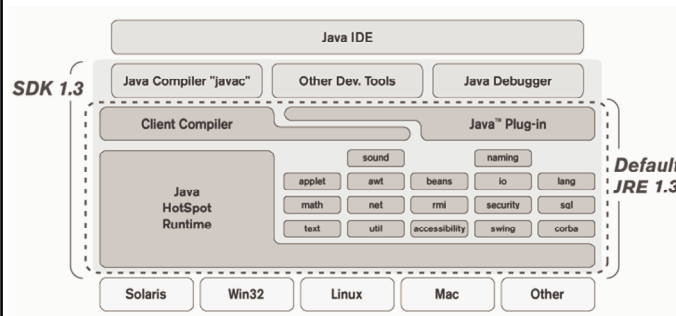 Java IDE
SDK 1.3
Java Compiler "javac"
Other Dev. Tools
Java Debugger
Client Compiler
Java™ Plug-in
Default
JRE 1.3
Java
HotSpot
Runtime
sound
naming
applet
awt
beans
io
lang
math
net
rmi
security
sql
text
util
accessibility
swing
corba
Solaris
Win32
Linux
Mac
Other